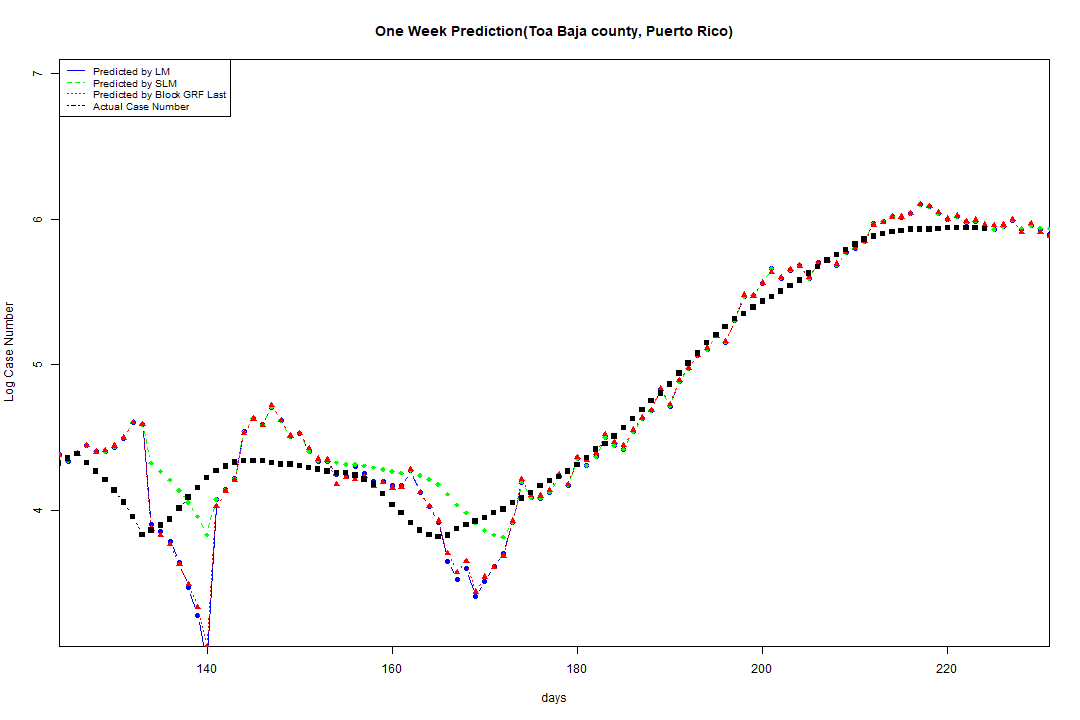 One Week Prediction(Toa Baja county, Puerto Rico)
Predicted by LM
Predicted by SLM
Predicted by Block GRF Last
Actual Case Number
7
6
5
4
Log Case Number
140 160 180 200 220
days